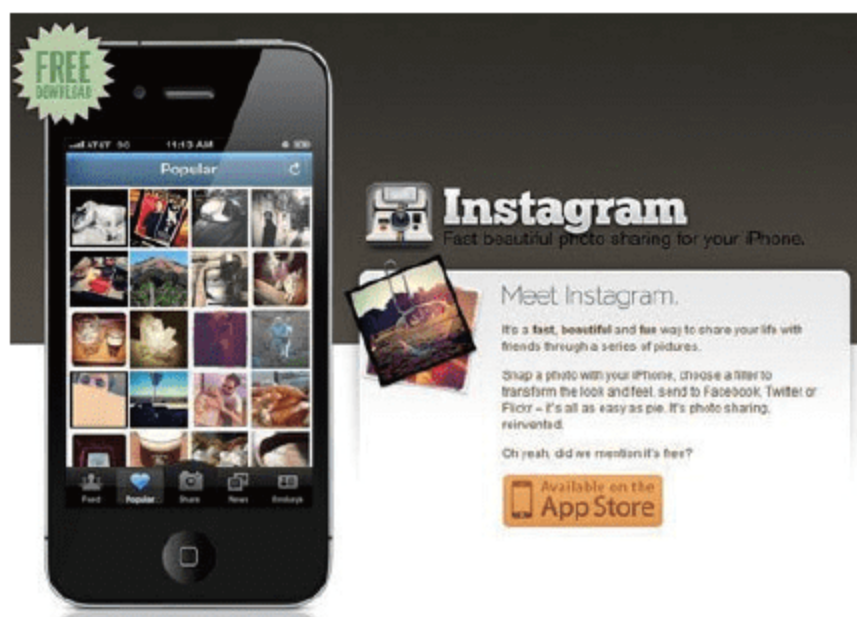 FREE
DOWNLOAD
AT&T 3G 11:13 AM
Popular
Instagram
Fast beautiful photo sharing for your iPhone.
Meet Instagram.
It's a fast, beautiful and fun way to share your life with
friends through a series of pictures.
Snap a photo with your iPhone, choose a filter to
transform the look and feel, send to Facebook, Twitter or
Flickr – it's all as easy as pie. It's photo sharing,
reinvented.
Oh yeah, did we mention it's free?
Available on the
App Store
Feed Popular Share News